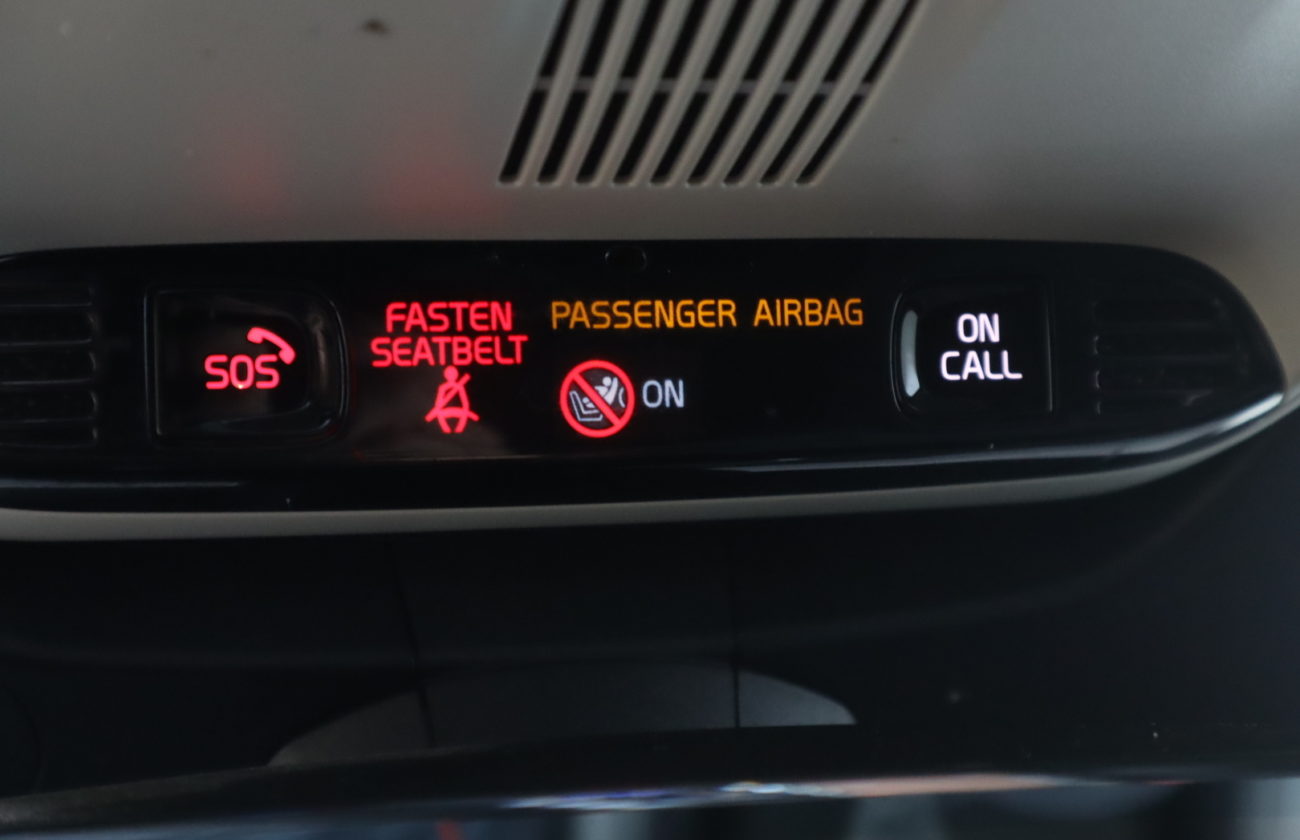 SOS
FASTEN
SEATBELT
PASSENGER AIRBAG
ON
ON
CALL